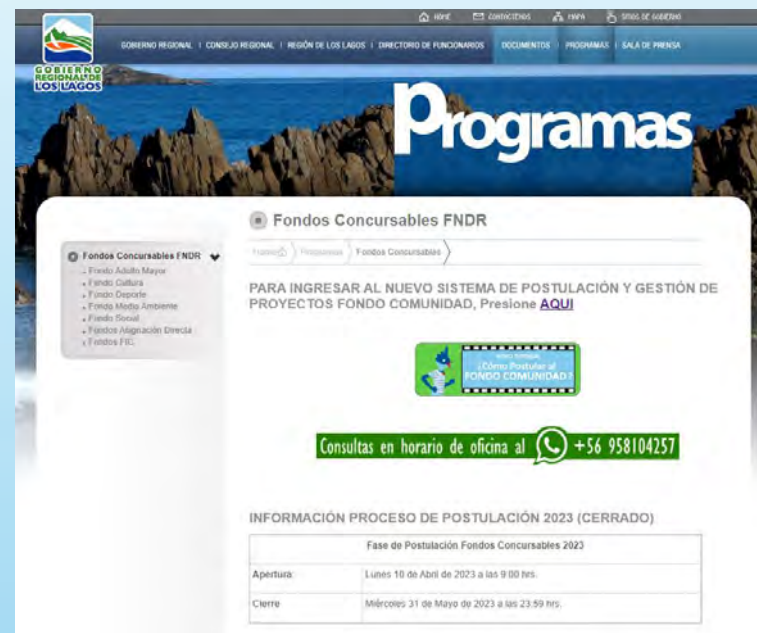 HOME CONTACTENOS MAPA SITIOS DE GOBIERNO
GOBIERNO REGIONAL | CONSEJO REGIONAL | REGIÓN DE LOS LAGOS | DIRECTORIO DE FUNCIONARIOS DOCUMENTOS | PROGRAMAS | SALA DE PRENSA
GOBIERNO
REGIONAL DE
LOS LAGOS
Programas
Fondos Concursables FNDR
Fondo Adulto Mayor
Fondo Cultura
Fondo Deporte
Fondo Medio Ambiente
Fondo Social
Fondos Asignación Directa
Fondos FIC
Fondos Concursables FNDR
Programas Fondos Concursables
PARA INGRESAR AL NUEVO SISTEMA DE POSTULACIÓN Y GESTIÓN DE
PROYECTOS FONDO COMUNIDAD, Presione AQUI
¿Cómo Postular al
FONDO COMUNIDAD?
Consultas en horario de oficina al +56 958104257
INFORMACIÓN PROCESO DE POSTULACIÓN 2023 (CERRADO)
Fase de Postulación Fondos Concursables 2023
Apertura Lunes 10 de Abril de 2023 a las 9:00 hrs.
Cierre Miércoles 31 de Mayo de 2023 a las 23:59 hrs.